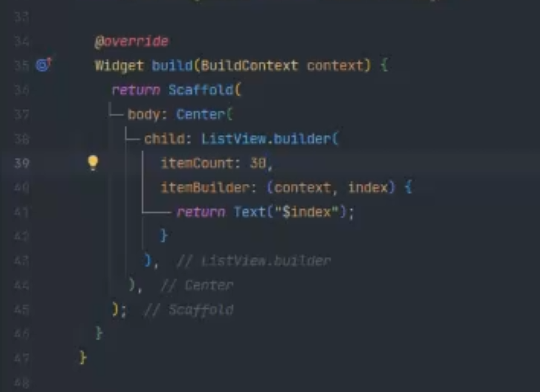 33
34 @override
35 Widget build(BuildContext context) {
36 return Scaffold(
37 body: Center(
38 child: ListView.builder(
39 itemCount: 30,
40 itemBuilder: (context, index) {
41 return Text("$index");
42 }
43 ), // ListView.builder
44 ), // Center
45 ); // Scaffold
46 }
47 }
48